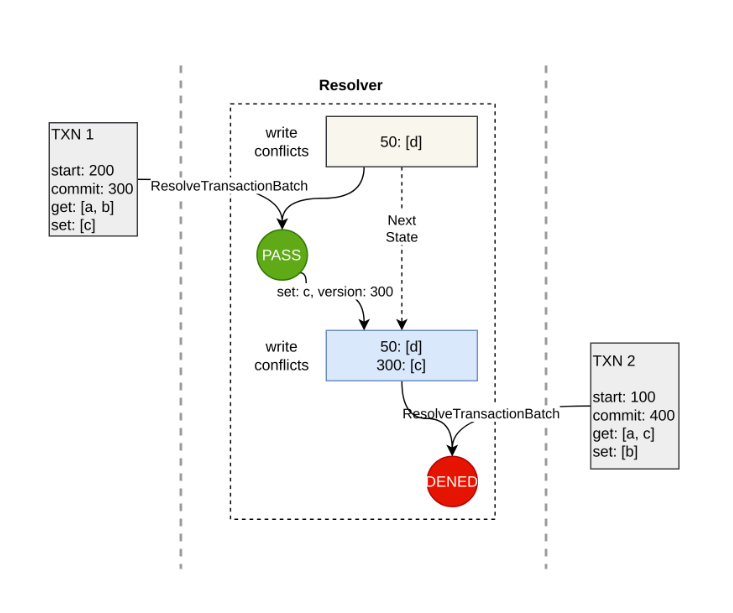 Resolver
write
conflicts
50: [d]
TXN 1
start: 200
commit: 300
get: [a, b]
set: [c]
ResolveTransactionBatch
Next
State
PASS
set: c, version: 300
write
conflicts
50: [d]
300: [c]
TXN 2
start: 100
commit: 400
get: [a, c]
set: [b]
ResolveTransactionBatch
DENED